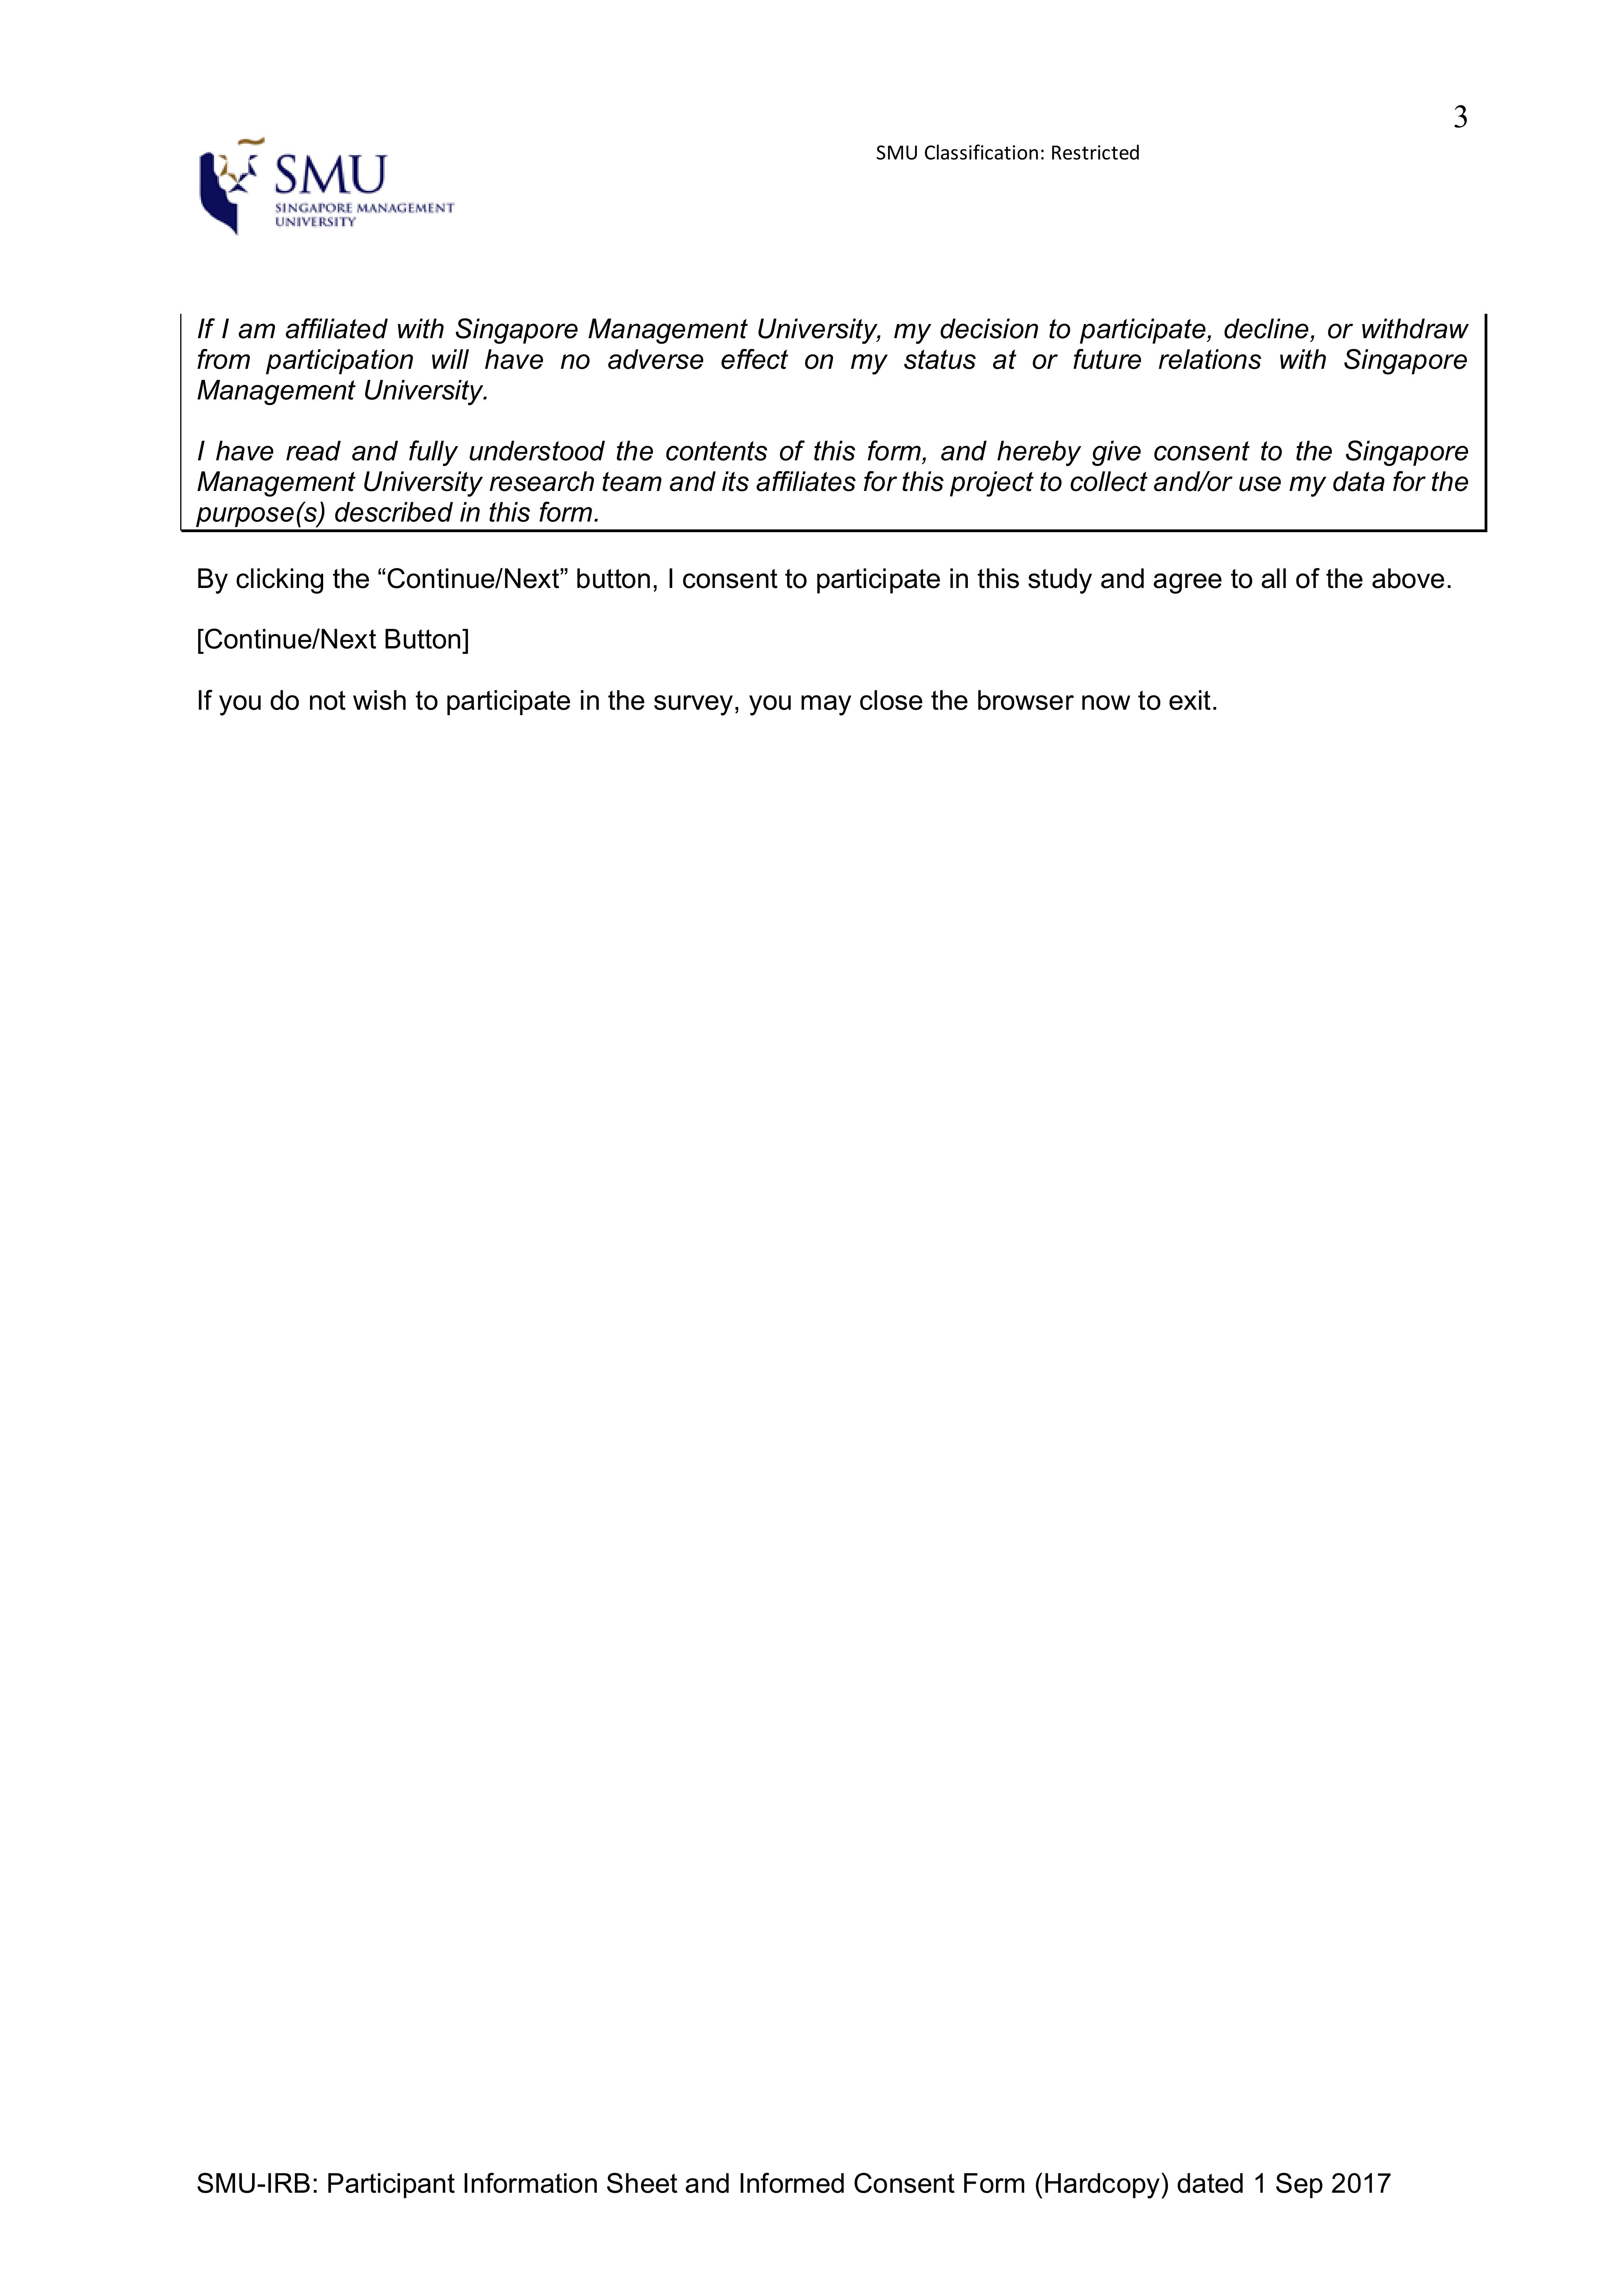 3
SMU Classification: Restricted
SMU
SINGAPORE MANAGEMENT
UNIVERSITY
If I am affiliated with Singapore Management University, my decision to participate, decline, or withdraw
from participation will have no adverse effect on my status at or future relations with Singapore
Management University.
I have read and fully understood the contents of this form, and hereby give consent to the Singapore
Management University research team and its affiliates for this project to collect and/or use my data for the
purpose(s) described in this form.
By clicking the “Continue/Next” button, I consent to participate in this study and agree to all of the above.
[Continue/Next Button]
If you do not wish to participate in the survey, you may close the browser now to exit.
SMU-IRB: Participant Information Sheet and Informed Consent Form (Hardcopy) dated 1 Sep 2017